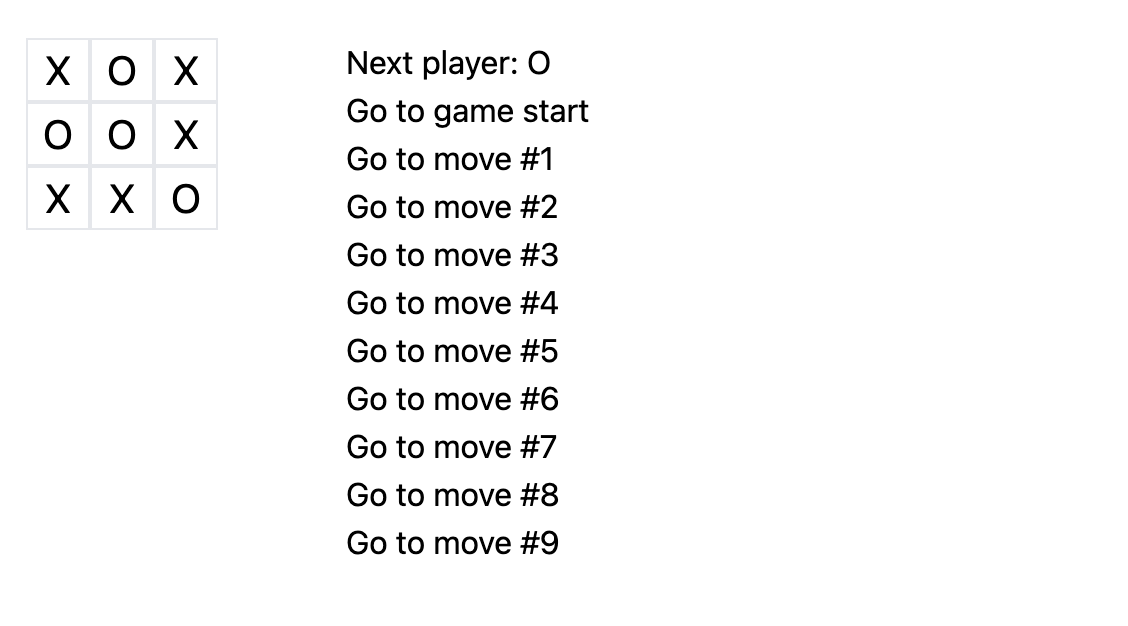 X O X
O O X
X X O
Next player: O
Go to game start
Go to move #1
Go to move #2
Go to move #3
Go to move #4
Go to move #5
Go to move #6
Go to move #7
Go to move #8
Go to move #9